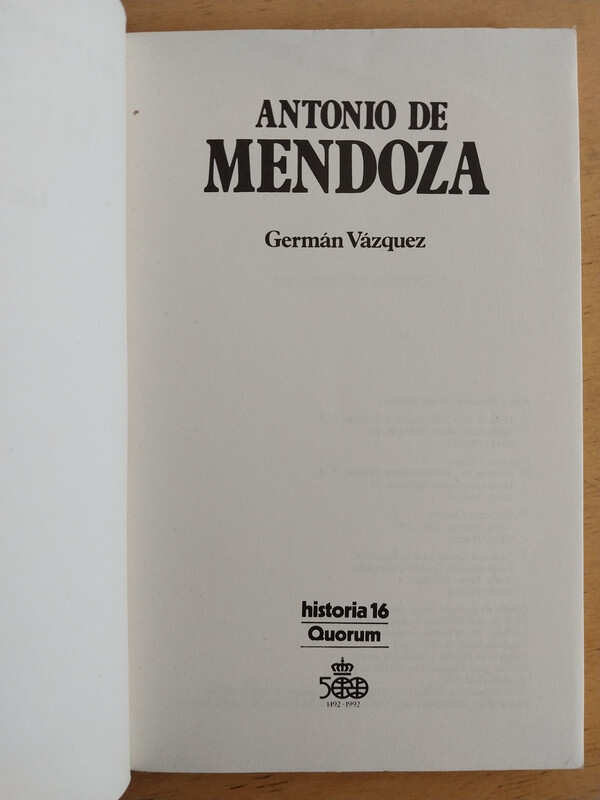 ANTONIO DE
MENDOZA
Germán Vázquez
historia 16
Quorum
500
1492 - 1992